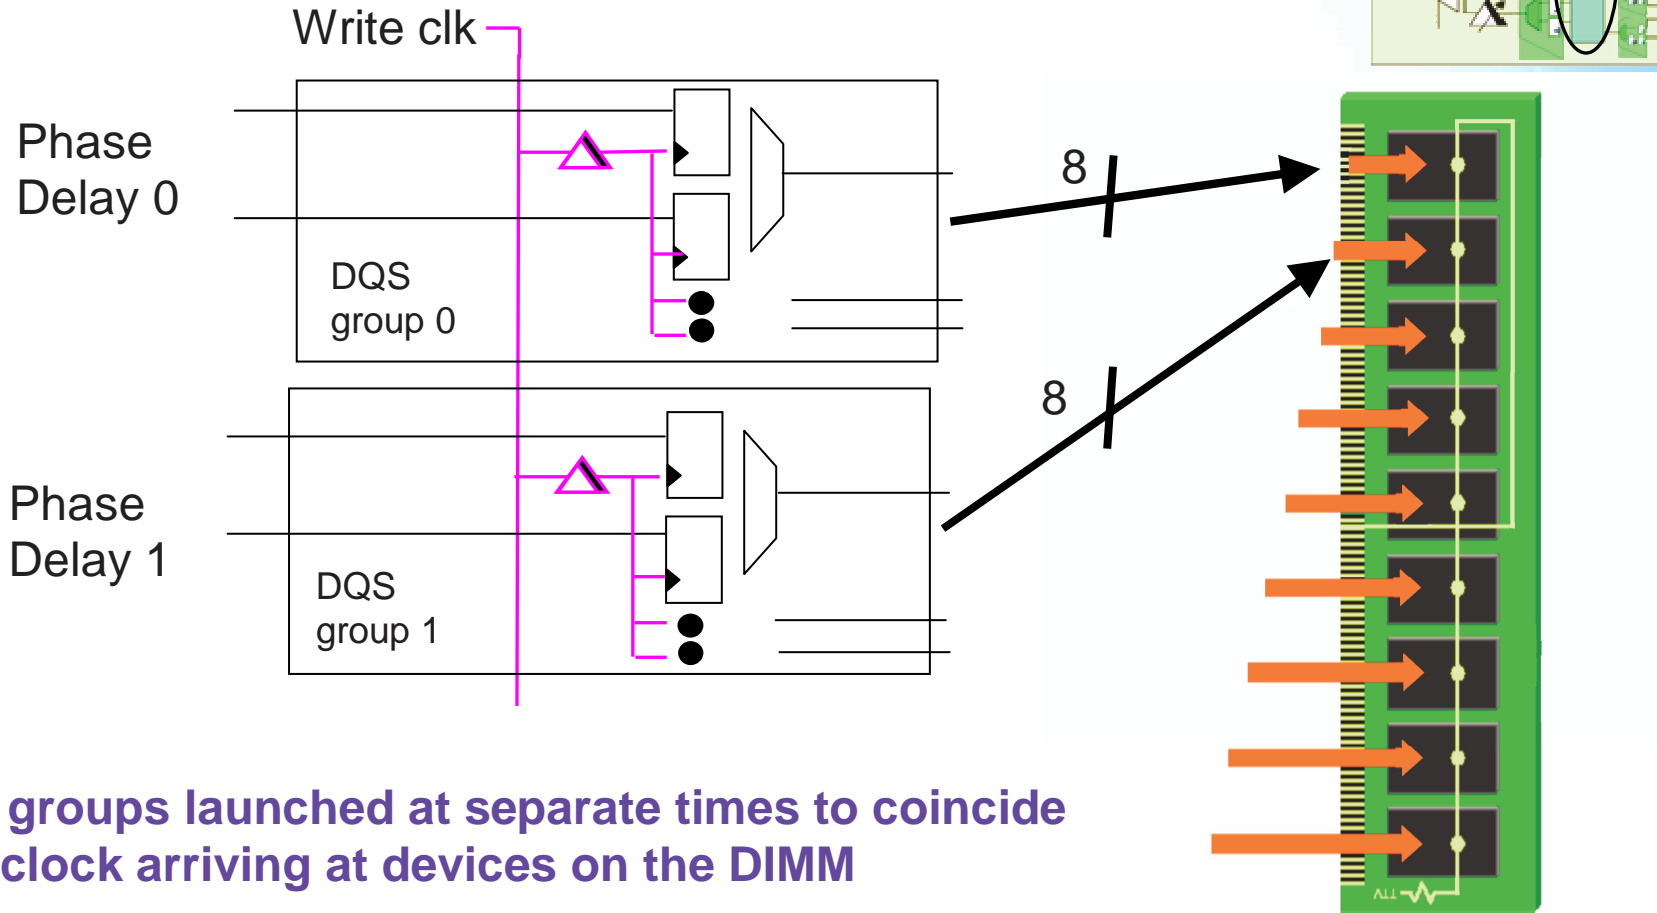 Write clk
Phase
Delay 0
DQS
group 0
8
Phase
Delay 1
DQS
group 1
8
groups launched at separate times to coincide
clock arriving at devices on the DIMM
VTT